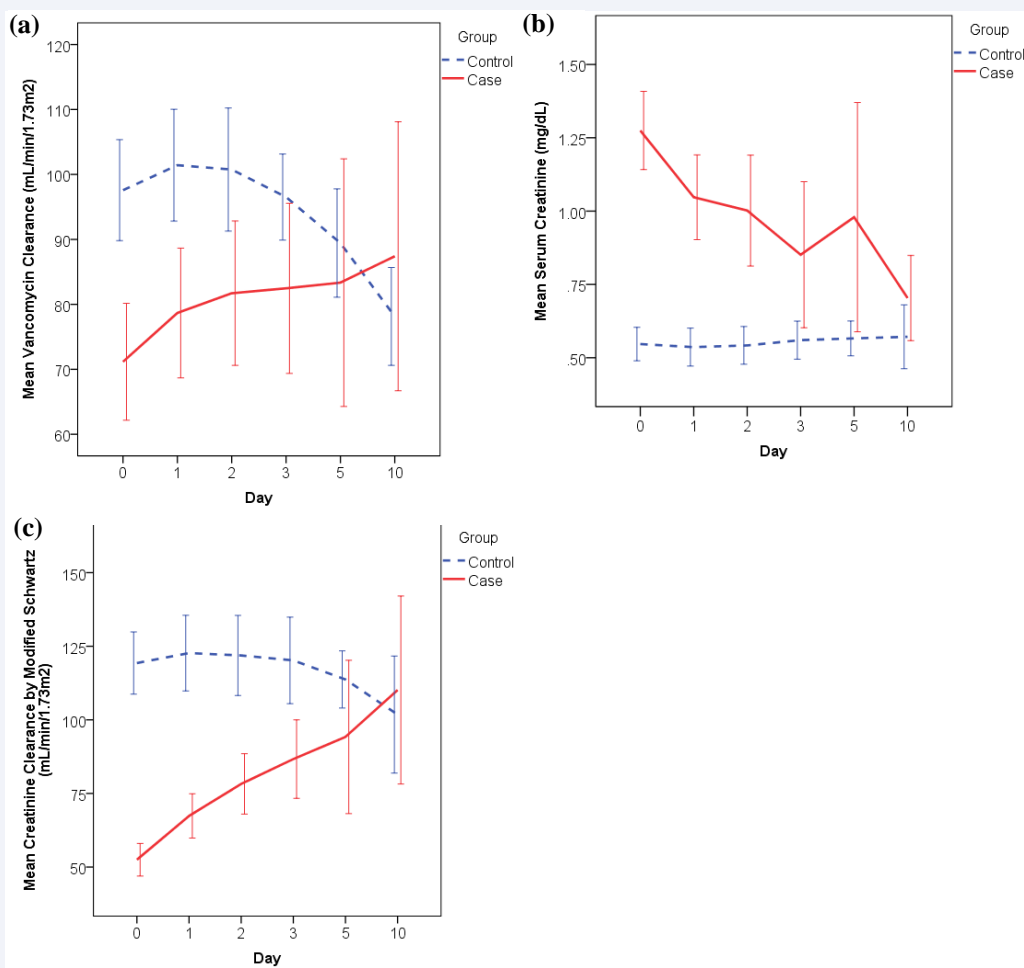 (a)
Mean Vancomycin Clearance (mL/min/1.73m2)
120
110
100
90
80
70
60
0 1 2 3 5 10
Day
Group
Control
Case
(b)
Mean Serum Creatinine (mg/dL)
1.50
1.25
1.00
.75
.50
0 1 2 3 5 10
Day
Group
Control
Case
(c)
Mean Creatinine Clearance by Modified Schwartz
(mL/min/1.73m2)
150
125
100
75
50
0 1 2 3 5 10
Day
Group
Control
Case